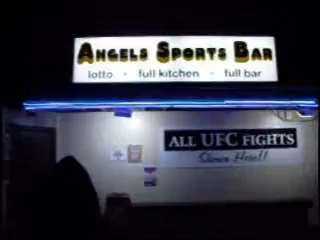 ANGELS SPORTS BAR
lotto · full kitchen · full bar
ALL UFC FIGHTS
Shown Here!!